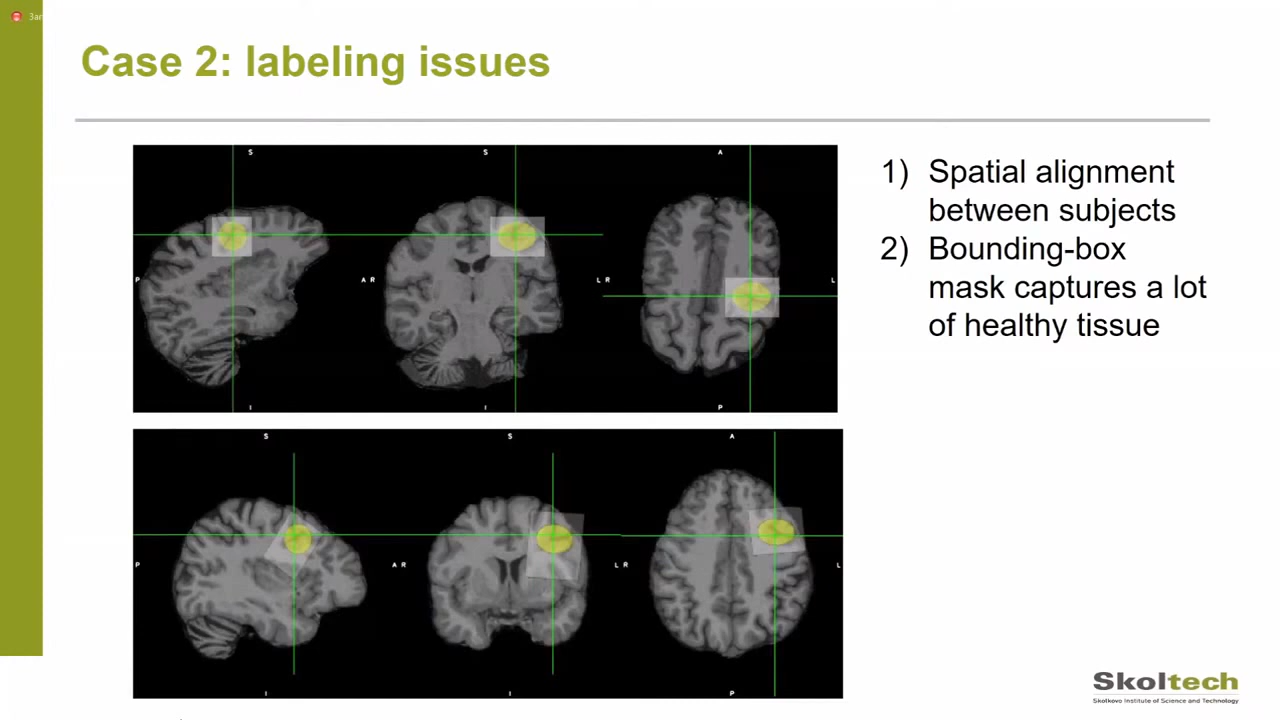 Case 2: labeling issues
S S A
P A R L R L
I I P
S S A
P A R L R L
I I P
1) Spatial alignment
between subjects
2) Bounding-box
mask captures a lot
of healthy tissue
Skoltech
Skolkovo Institute of Science and Technology